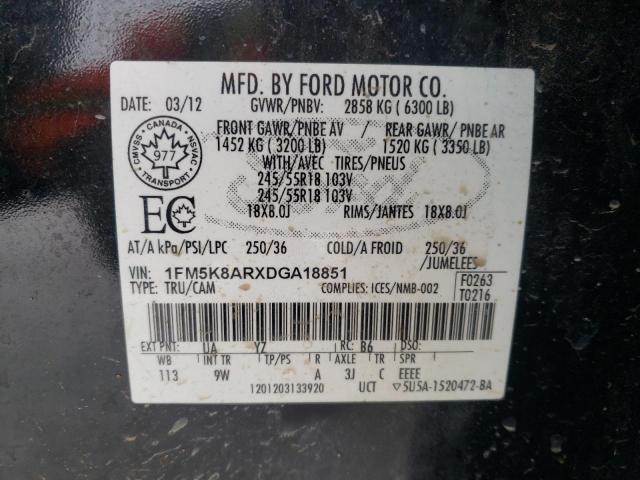 MFD. BY FORD MOTOR CO.
DATE: 03/12 GVWR/PNBV: 2858 KG ( 6300 LB)
FRONT GAWR/PNBE AV REAR GAWR/ PNBE AR
1452 KG ( 3200 LB) 1520 KG ( 3350 LB)
WITH/AVEC TIRES/PNEUS
245/55R18 103V
245/55R18 103V
18X8.0J RIMS/JANTES 18X8.0J
CANADA
CMVSS NSVAC
977
TRANSPORT
EC
AT/A kPa/PSI/LPC 250/36 COLD/A FROID 250/36
/JUMELEES
VIN: 1FM5K8ARXDGA18851 F0263
TYPE: TRU/CAM COMPLIES: ICES/NMB-002 T0216
EXT PNT: UA YZ RC: B6 DSO:
WB INT TR TP/PS R AXLE TR SPR
113 9W A 3J C EEEE
1201203133920 UCT ▽5U5A-1520472-BA